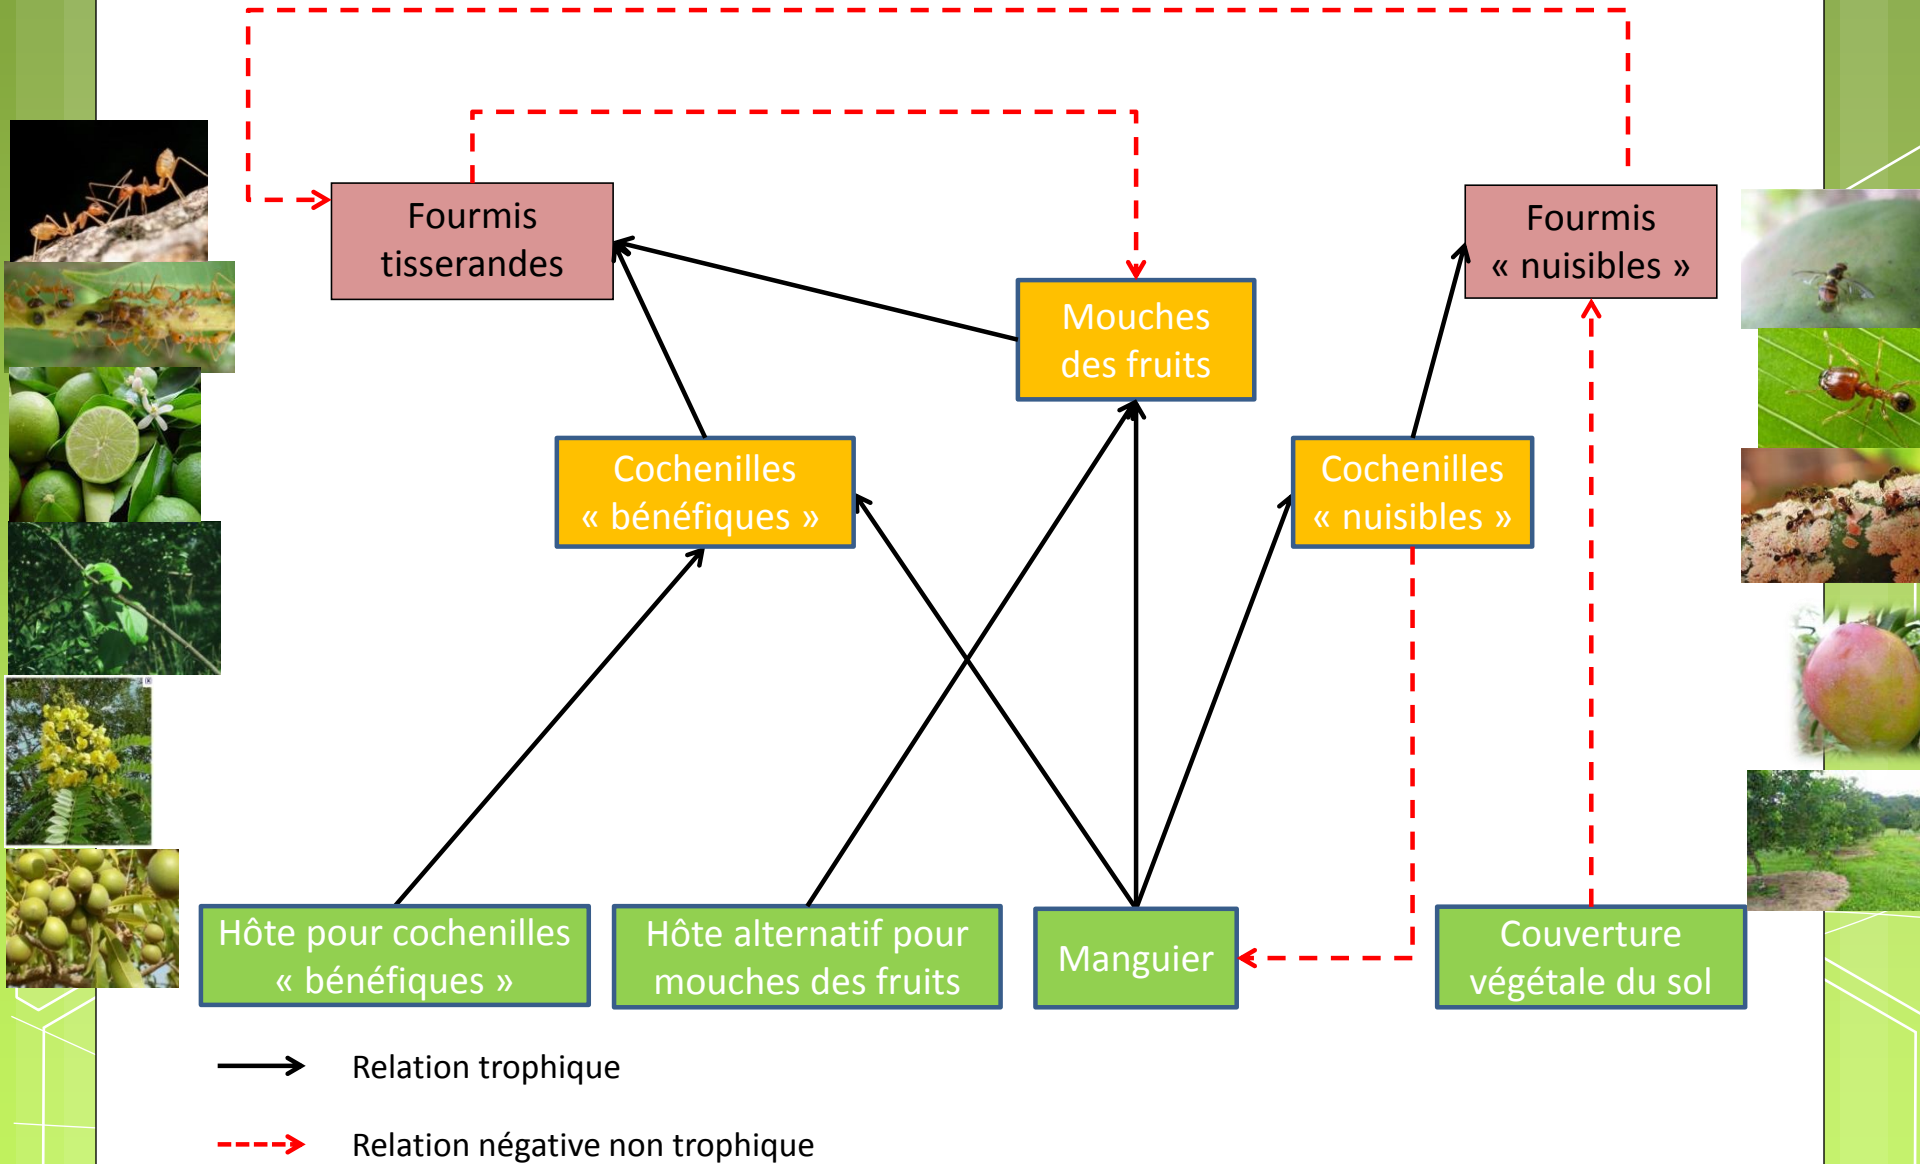 Fourmis
tisserandes
Fourmis
« nuisibles »
Mouches
des fruits
Cochenilles
« bénéfiques »
Cochenilles
« nuisibles »
Hôte pour cochenilles
« bénéfiques »
Hôte alternatif pour
mouches des fruits
Manguier
Couverture
végétale du sol
Relation trophique
Relation négative non trophique